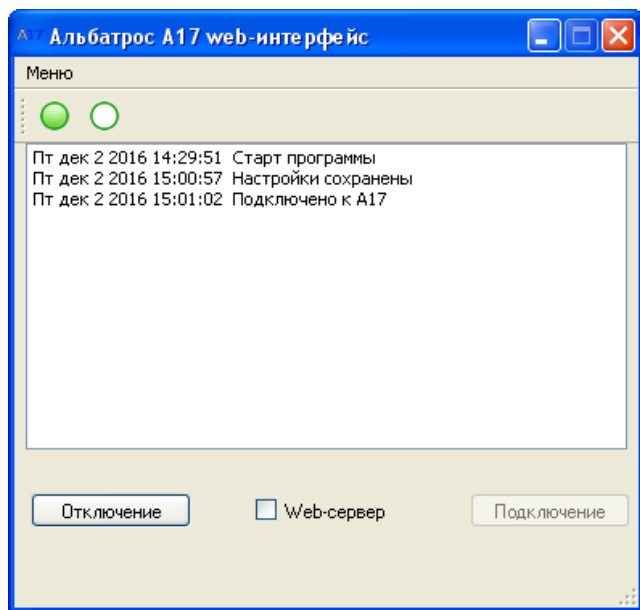 A17 Альбатрос А17 web-интерфейс
Меню
Пт дек 2 2016 14:29:51 Старт программы
Пт дек 2 2016 15:00:57 Настройки сохранены
Пт дек 2 2016 15:01:02 Подключено к А17
Отключение Web-сервер Подключение